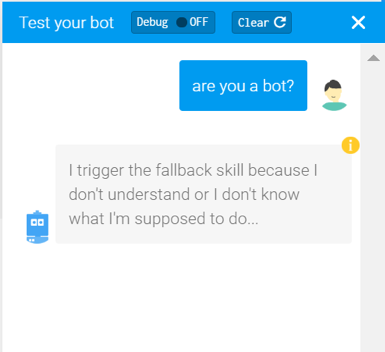 Test your bot Debug OFF Clear
are you a bot?
I trigger the fallback skill because I
don't understand or I don't know
what I'm supposed to do...